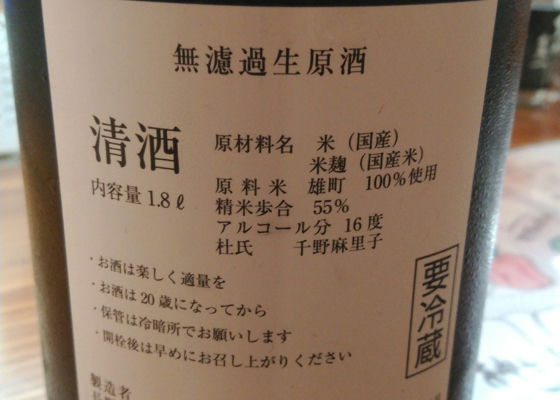 無濾過生原酒
清酒
内容量 1.8ℓ
原材料名　米（国産）
米麹（国産米）
原料米　雄町　100％使用
精米歩合　55％
アルコール分　16度
杜氏　千野麻里子
・お酒は楽しく適量を
・お酒は20歳になってから
・保管は冷暗所でお願いします
・開栓後は早めにお召し上がりください
要冷蔵
製造者